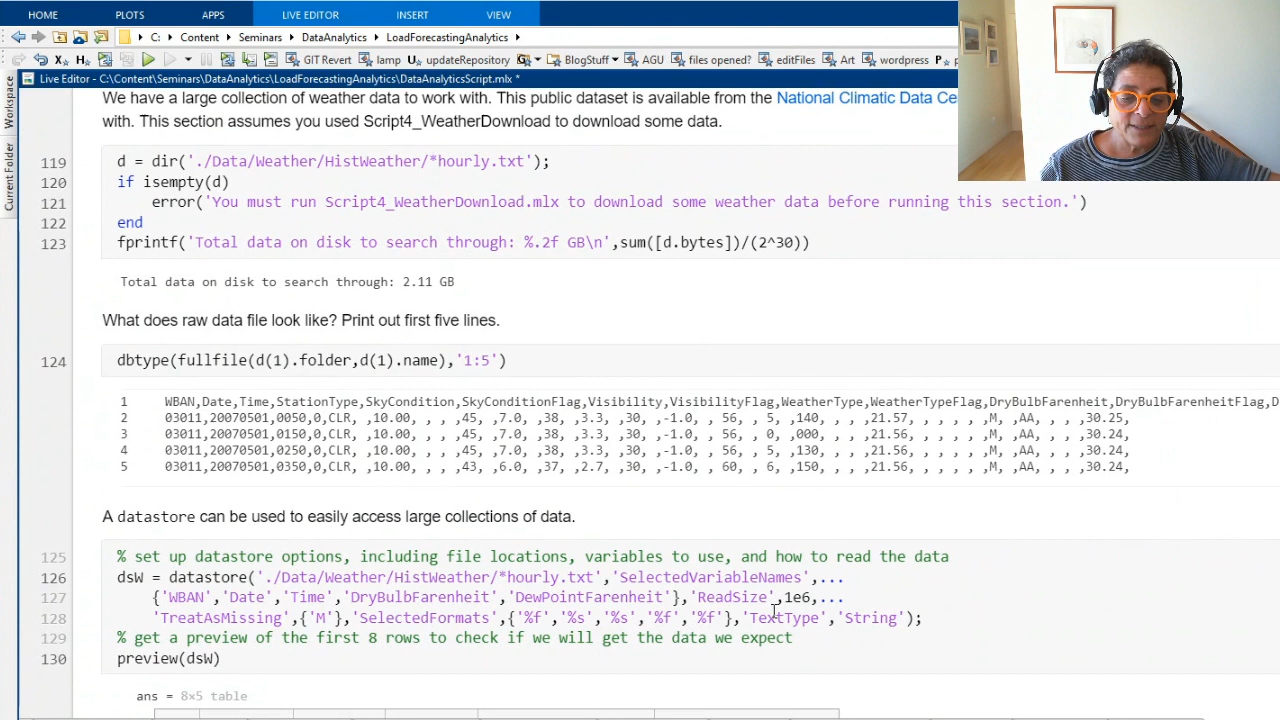 HOME PLOTS APPS LIVE EDITOR INSERT VIEW
C: Content Seminars DataAnalytics LoadForecastingAnalytics
GIT Revert lamp updateRepository BlogStuff AGU files opened? editFiles Art wordpress P
Live Editor - C:\Content\Seminars\DataAnalytics\LoadForecastingAnalytics\DataAnalyticsScript.mlx *
Workspace
Current Folder
We have a large collection of weather data to work with. This public dataset is available from the National Climatic Data Ce
with. This section assumes you used Script4_WeatherDownload to download some data.
119 d = dir('./Data/Weather/HistWeather/*hourly.txt');
120 if isempty(d)
121 error('You must run Script4_WeatherDownload.mlx to download some weather data before running this section.')
122 end
123 fprintf('Total data on disk to search through: %.2f GB\n',sum([d.bytes])/(2^30))
Total data on disk to search through: 2.11 GB
What does raw data file look like? Print out first five lines.
124 dbtype(fullfile(d(1).folder,d(1).name),'1:5')
1 WBAN,Date,Time,StationType,SkyCondition,SkyConditionFlag,Visibility,VisibilityFlag,WeatherType,WeatherTypeFlag,DryBulbFarenheit,DryBulbFarenheitFlag,D
2 03011,20070501,0050,0,CLR, ,10.00, , , ,45, ,7.0, ,38, ,3.3, ,30, ,-1.0, , 56, , 5, ,140, , ,21.57, , , , , ,M, ,AA, , , ,30.25,
3 03011,20070501,0150,0,CLR, ,10.00, , , ,45, ,7.0, ,38, ,3.3, ,30, ,-1.0, , 56, , 0, ,000, , ,21.56, , , , , ,M, ,AA, , , ,30.24,
4 03011,20070501,0250,0,CLR, ,10.00, , , ,45, ,7.0, ,38, ,3.3, ,30, ,-1.0, , 56, , 5, ,130, , ,21.56, , , , , ,M, ,AA, , , ,30.24,
5 03011,20070501,0350,0,CLR, ,10.00, , , ,43, ,6.0, ,37, ,2.7, ,30, ,-1.0, , 60, , 6, ,150, , ,21.56, , , , , ,M, ,AA, , , ,30.24,
A datastore can be used to easily access large collections of data.
125 % set up datastore options, including file locations, variables to use, and how to read the data
126 dsW = datastore('./Data/Weather/HistWeather/*hourly.txt','SelectedVariableNames',...
127 {'WBAN','Date','Time','DryBulbFarenheit','DewPointFarenheit'},'ReadSize',1e6,...
128 'TreatAsMissing',{'M'},'SelectedFormats',{'%f','%s','%s','%f','%f'},'TextType','String');
129 % get a preview of the first 8 rows to check if we will get the data we expect
130 preview(dsW)
ans = 8×5 table